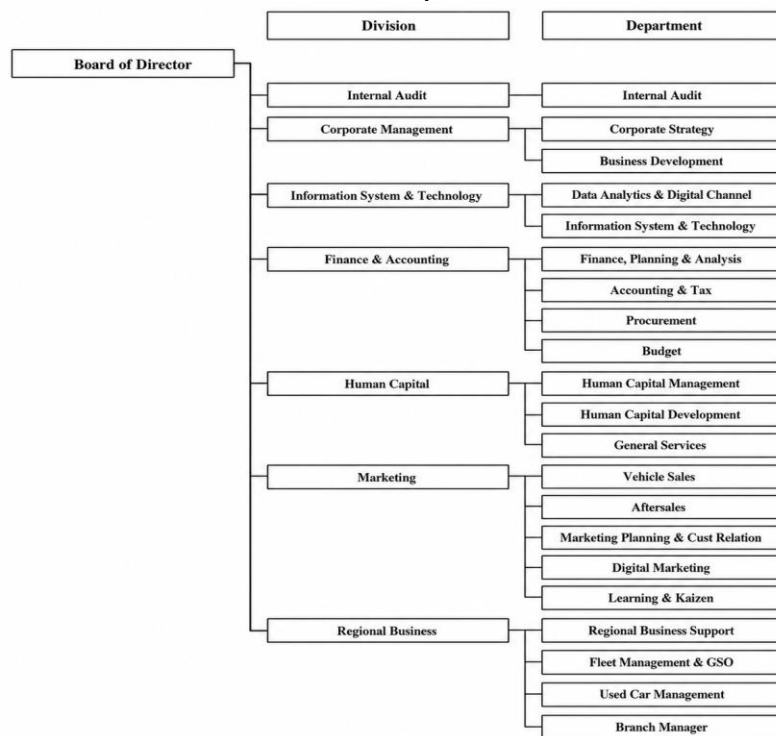 Division
Department
Board of Director
Internal Audit
Internal Audit
Corporate Management
Corporate Strategy
Business Development
Information System & Technology
Data Analytics & Digital Channel
Information System & Technology
Finance & Accounting
Finance, Planning & Analysis
Accounting & Tax
Procurement
Budget
Human Capital
Human Capital Management
Human Capital Development
General Services
Marketing
Vehicle Sales
Aftersales
Marketing Planning & Cust Relation
Digital Marketing
Learning & Kaizen
Regional Business
Regional Business Support
Fleet Management & GSO
Used Car Management
Branch Manager